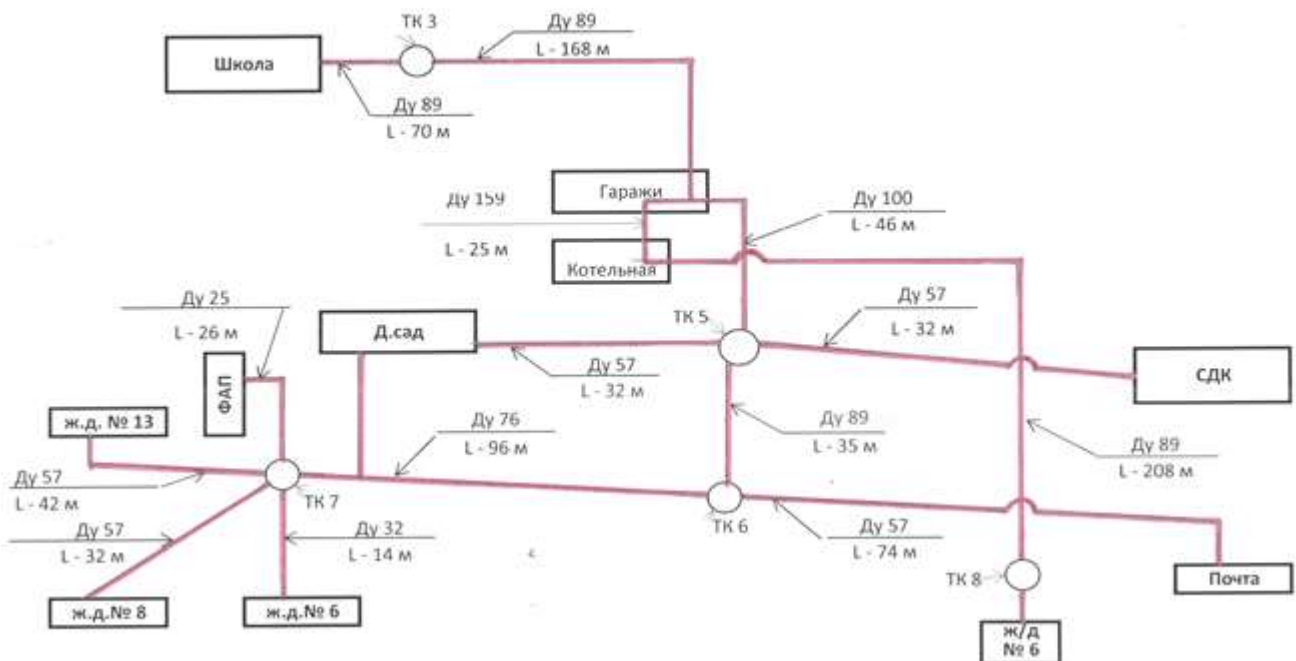 ТК 3
Ду 89
L - 168 м
Школа
Ду 89
L - 70 м
Гаражи
Ду 159
L - 25 м
Котельная
Ду 100
L - 46 м
Ду 25
L - 26 м
Д.сад
ТК 5
Ду 57
L - 32 м
Ду 57
L - 32 м
СДК
ФАП
ж.д. № 13
Ду 76
L - 96 м
Ду 89
L - 35 м
Ду 89
L - 208 м
Ду 57
L - 42 м
ТК 7
ТК 6
Ду 57
L - 32 м
Ду 32
L - 14 м
Ду 57
L - 74 м
ТК 8
Почта
ж.д.№ 8
ж.д.№ 6
ж/д
№ 6